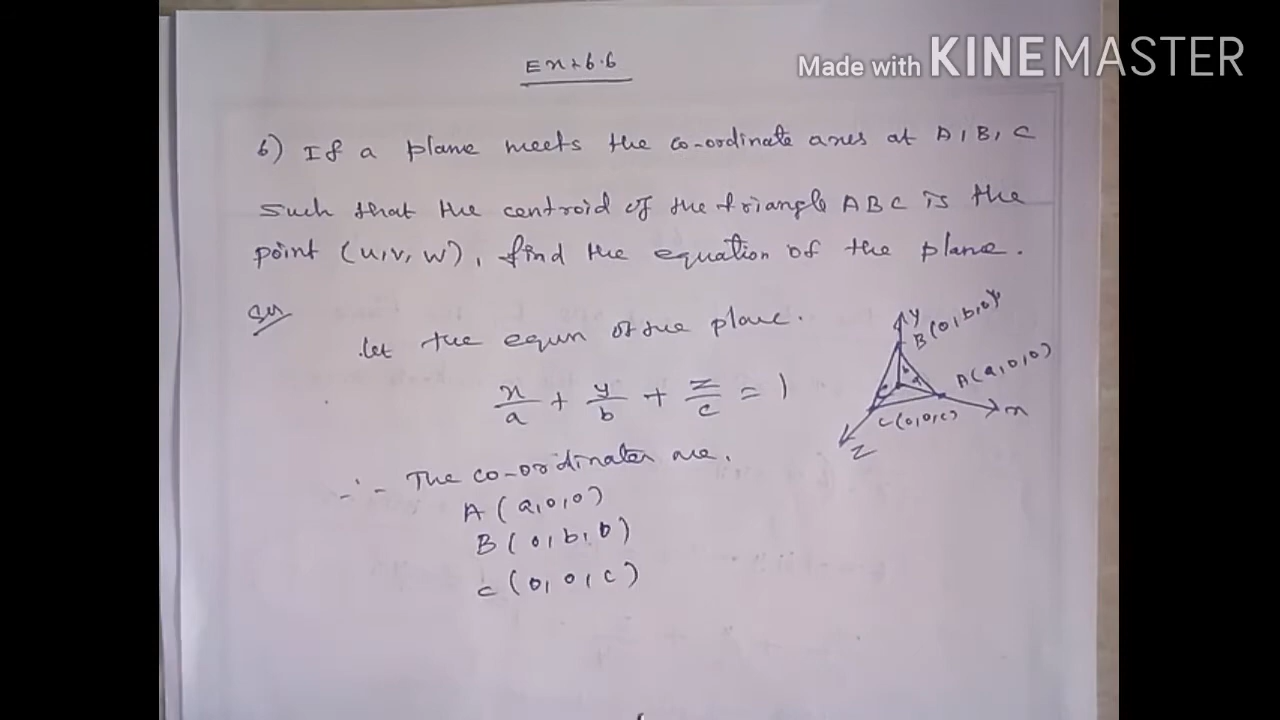 Made with KINEMASTER
Ex 6.6
6) If a plane meets the co-ordinate axes at A, B, C
Such that the centroid of the triangle ABC is the
point (u, v, w), find the equation of the plane.
Sol
Let the equn of the plane.
x/a + y/b + z/c = 1
∴ The co-ordinates are.
A (a, 0, 0)
B (0, b, 0)
C (0, 0, c)
y
B(0, b, 0)
A(a, 0, 0)
C(0, 0, c)
x
z